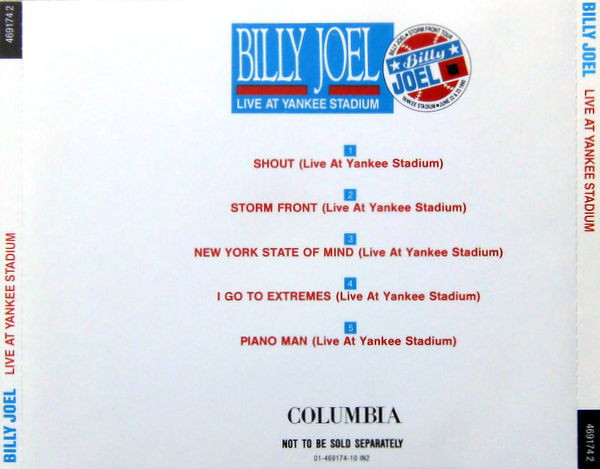 469174 2
BILLY JOEL LIVE AT YANKEE STADIUM
BILLY JOEL
LIVE AT YANKEE STADIUM
BILLY JOEL • STORM FRONT TOUR
Billy
JOEL
YANKEE STADIUM • JUNE 22 & 23 1990
1
SHOUT (Live At Yankee Stadium)
2
STORM FRONT (Live At Yankee Stadium)
3
NEW YORK STATE OF MIND (Live At Yankee Stadium)
4
I GO TO EXTREMES (Live At Yankee Stadium)
5
PIANO MAN (Live At Yankee Stadium)
COLUMBIA
NOT TO BE SOLD SEPARATELY
01-469174-10 IN2
BILLY JOEL LIVE AT YANKEE STADIUM
469174 2